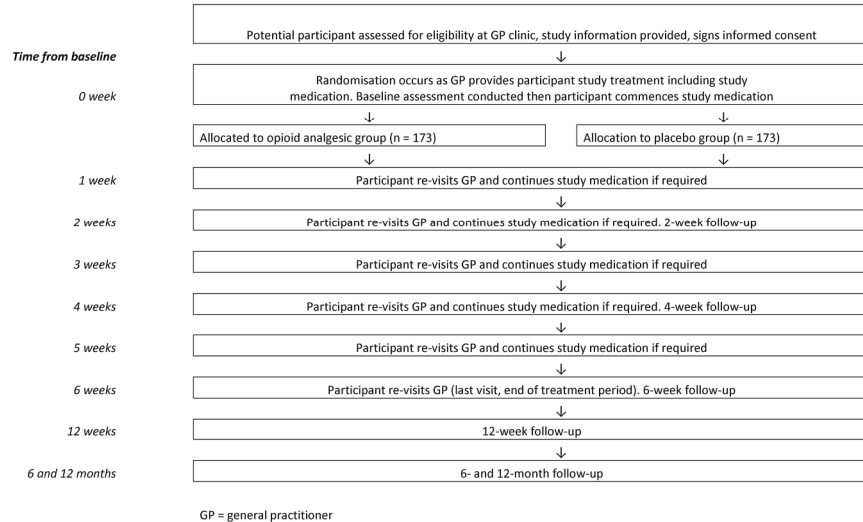 Potential participant assessed for eligibility at GP clinic, study information provided, signs informed consent
Time from baseline
↓
Randomisation occurs as GP provides participant study treatment including study
0 week
medication. Baseline assessment conducted then participant commences study medication
↓ ↓
Allocated to opioid analgesic group (n = 173) Allocation to placebo group (n = 173)
↓ ↓
1 week Participant re-visits GP and continues study medication if required
↓
2 weeks Participant re-visits GP and continues study medication if required. 2-week follow-up
↓
3 weeks Participant re-visits GP and continues study medication if required
↓
4 weeks Participant re-visits GP and continues study medication if required. 4-week follow-up
↓
5 weeks Participant re-visits GP and continues study medication if required
↓
6 weeks Participant re-visits GP (last visit, end of treatment period). 6-week follow-up
↓
12 weeks 12-week follow-up
↓
6 and 12 months 6- and 12-month follow-up
GP = general practitioner